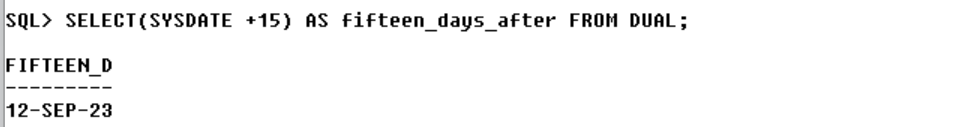 SQL> SELECT(SYSDATE +15) AS fifteen_days_after FROM DUAL;
FIFTEEN_D
---------
12-SEP-23